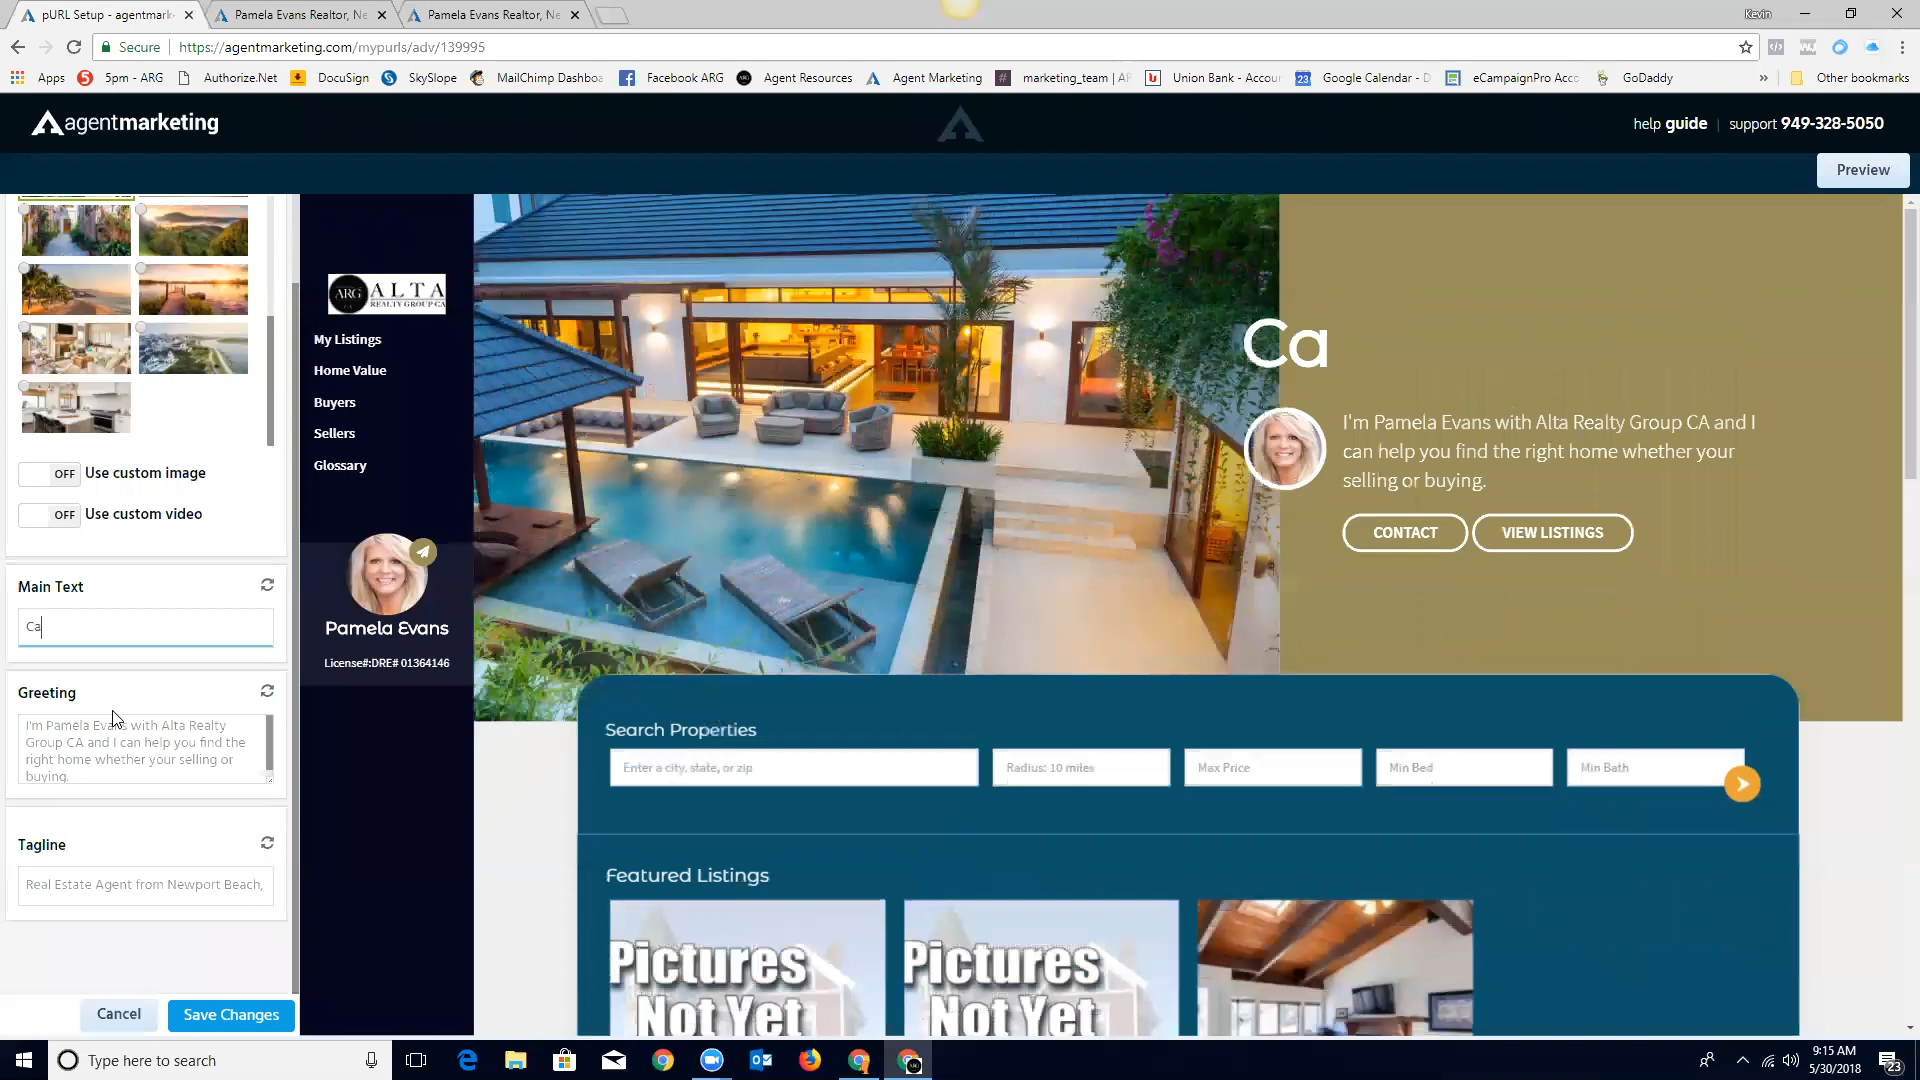 pURL Setup - agentmark
Pamela Evans Realtor, Ne
Pamela Evans Realtor, Ne
Kevin
Secure
https://agentmarketing.com/mypurls/adv/139995
Apps
5pm - ARG
Authorize.Net
DocuSign
SkySlope
MailChimp Dashboa
Facebook ARG
Agent Resources
Agent Marketing
marketing_team | AR
Union Bank - Accoun
Google Calendar - D
eCampaignPro Acco
GoDaddy
»
Other bookmarks
agentmarketing
help guide | support 949-328-5050
Preview
ARG ALTA
REALTY GROUP CA
My Listings
Home Value
Buyers
Sellers
Glossary
Pamela Evans
License#:DRE# 01364146
OFF Use custom image
OFF Use custom video
Main Text
Ca
Greeting
I'm Pamela Evans with Alta Realty
Group CA and I can help you find the
right home whether your selling or
buying.
Tagline
Real Estate Agent from Newport Beach,
Cancel
Save Changes
Ca
I'm Pamela Evans with Alta Realty Group CA and I
can help you find the right home whether your
selling or buying.
CONTACT
VIEW LISTINGS
Search Properties
Enter a city, state, or zip
Radius: 10 miles
Max Price
Min Bed
Min Bath
Featured Listings
Pictures
Not Yet
Pictures
Not Yet
Type here to search
9:15 AM
5/30/2018
23